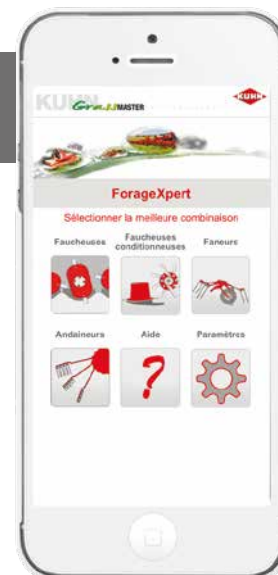 KUHN GrassMASTER KUHN
ForageXpert
Sélectionner la meilleure combinaison
Faucheuses Faucheuses conditionneuses Faneurs
Andaineurs Aide Paramètres